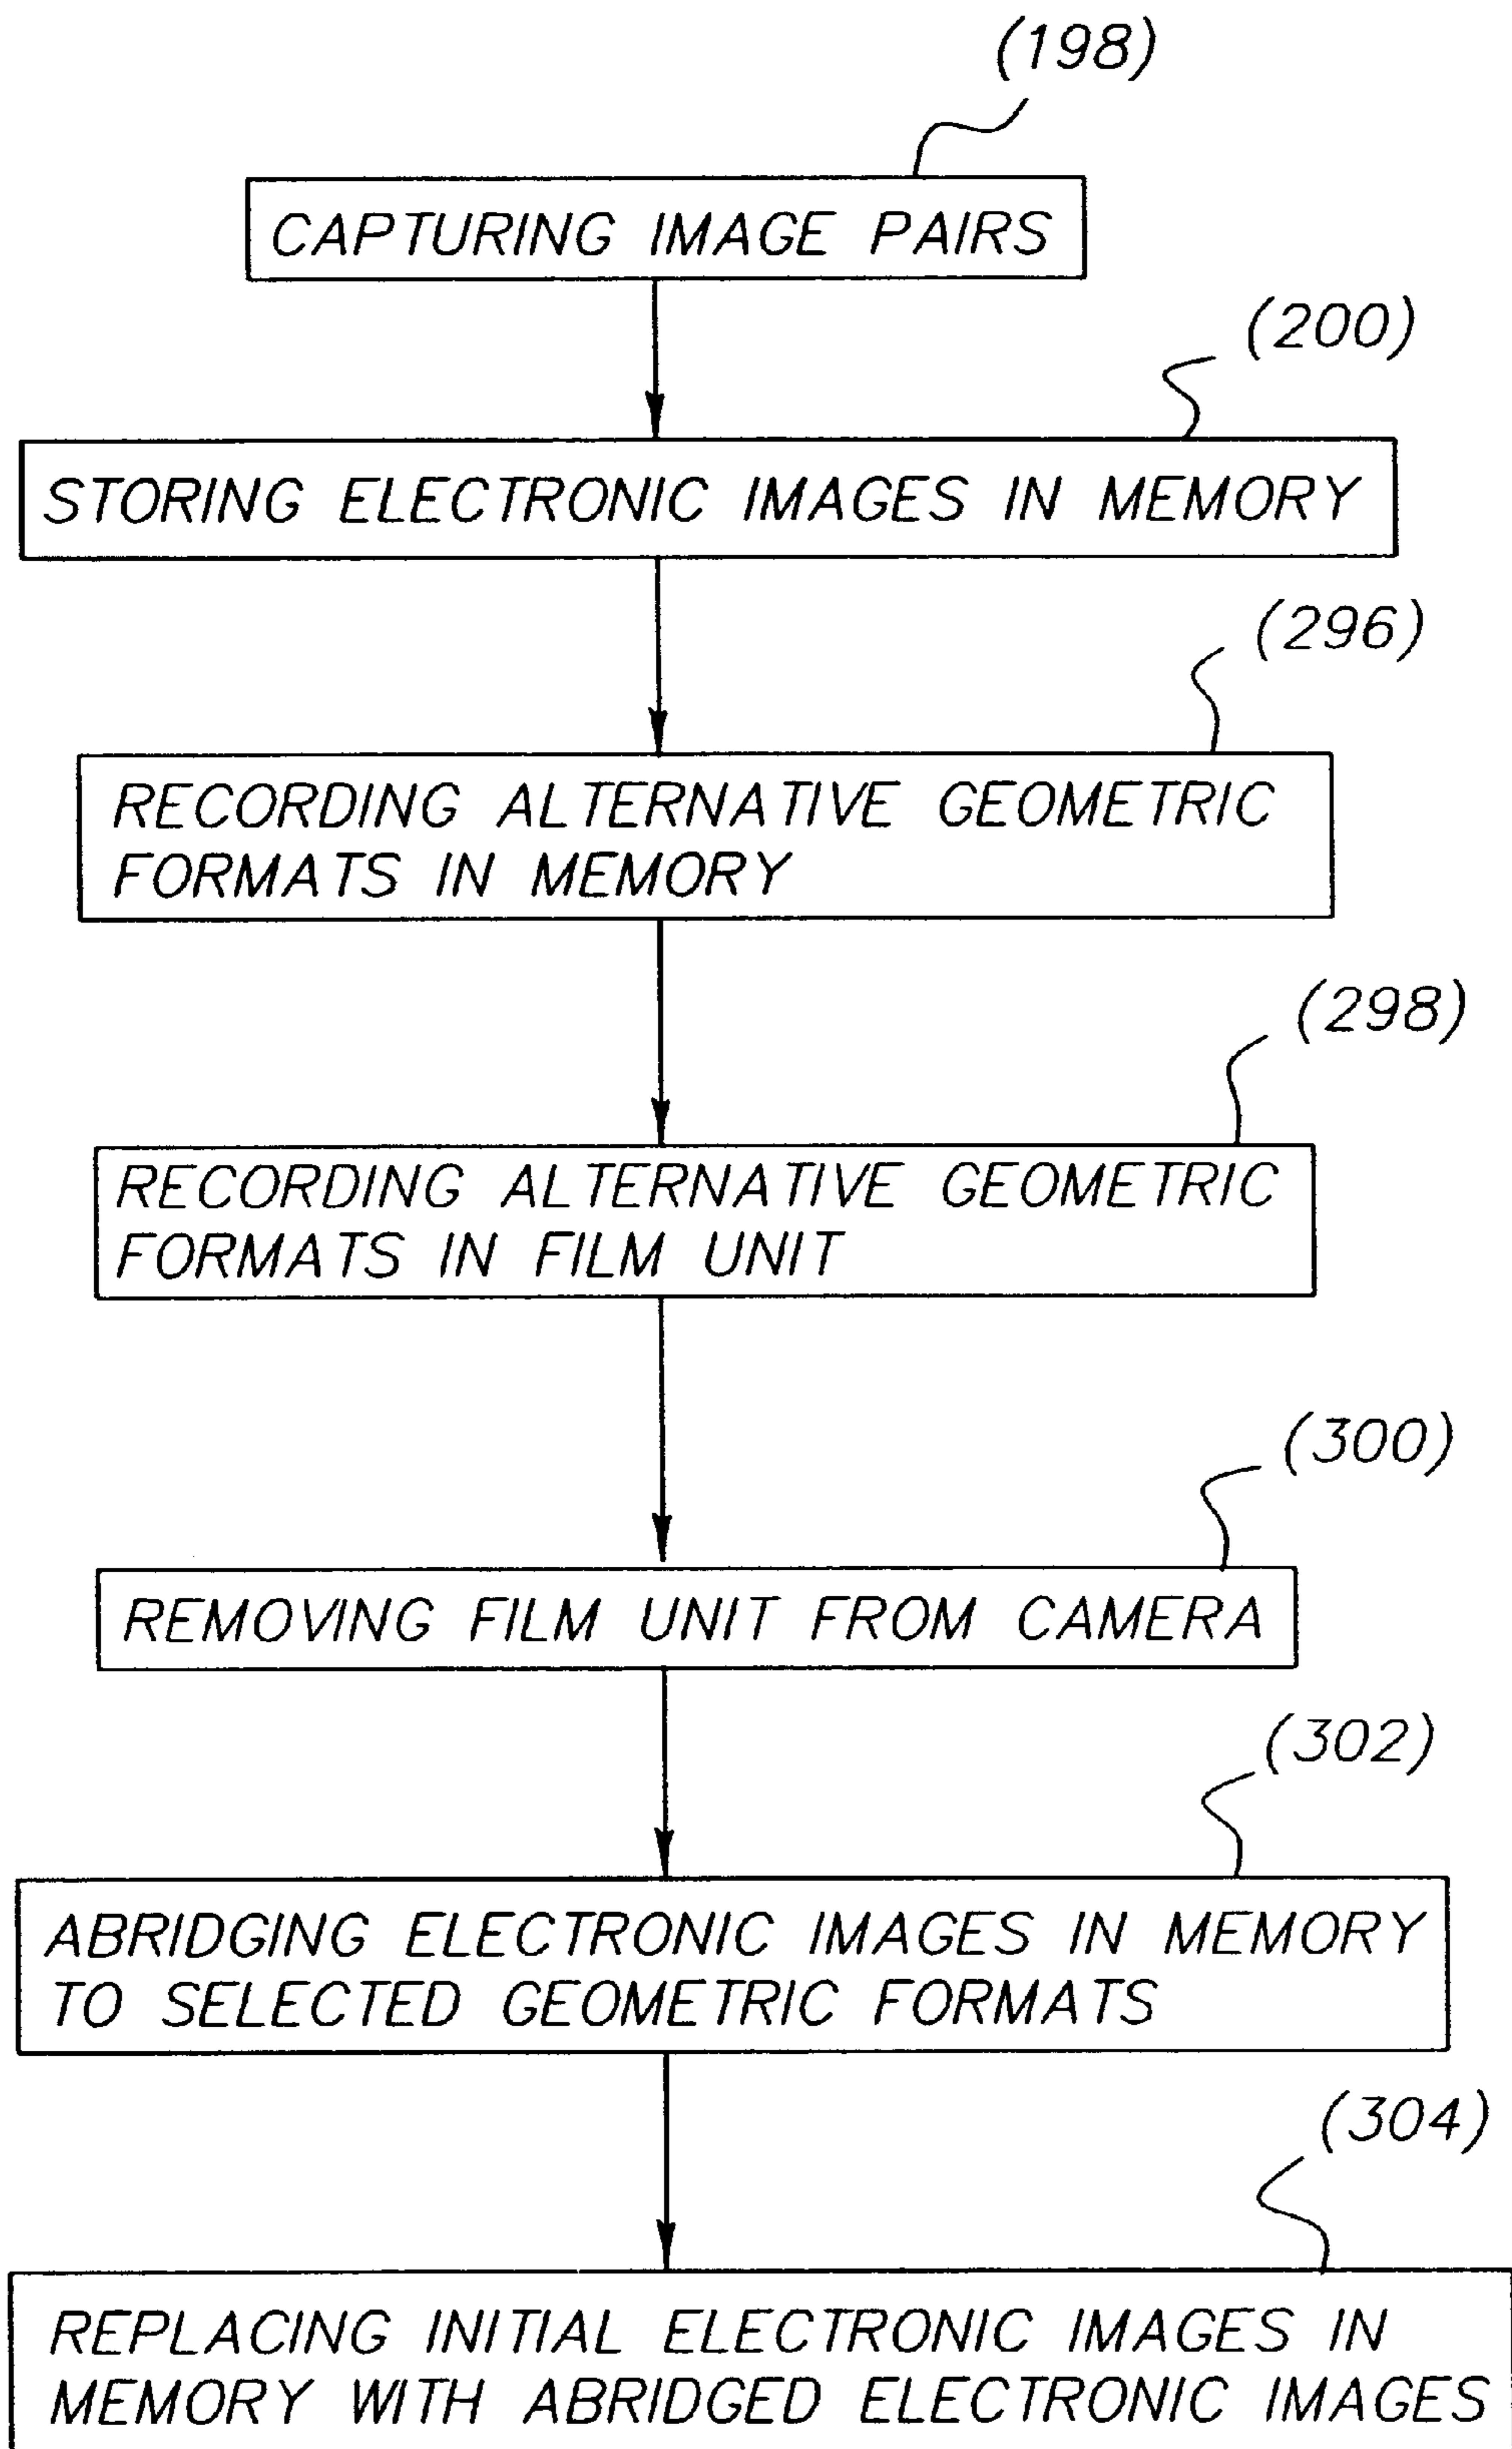 (198)
CAPTURING IMAGE PAIRS
(200)
STORING ELECTRONIC IMAGES IN MEMORY
(296)
RECORDING ALTERNATIVE GEOMETRIC
FORMATS IN MEMORY
(298)
RECORDING ALTERNATIVE GEOMETRIC
FORMATS IN FILM UNIT
(300)
REMOVING FILM UNIT FROM CAMERA
(302)
ABRIDGING ELECTRONIC IMAGES IN MEMORY
TO SELECTED GEOMETRIC FORMATS
(304)
REPLACING INITIAL ELECTRONIC IMAGES IN
MEMORY WITH ABRIDGED ELECTRONIC IMAGES